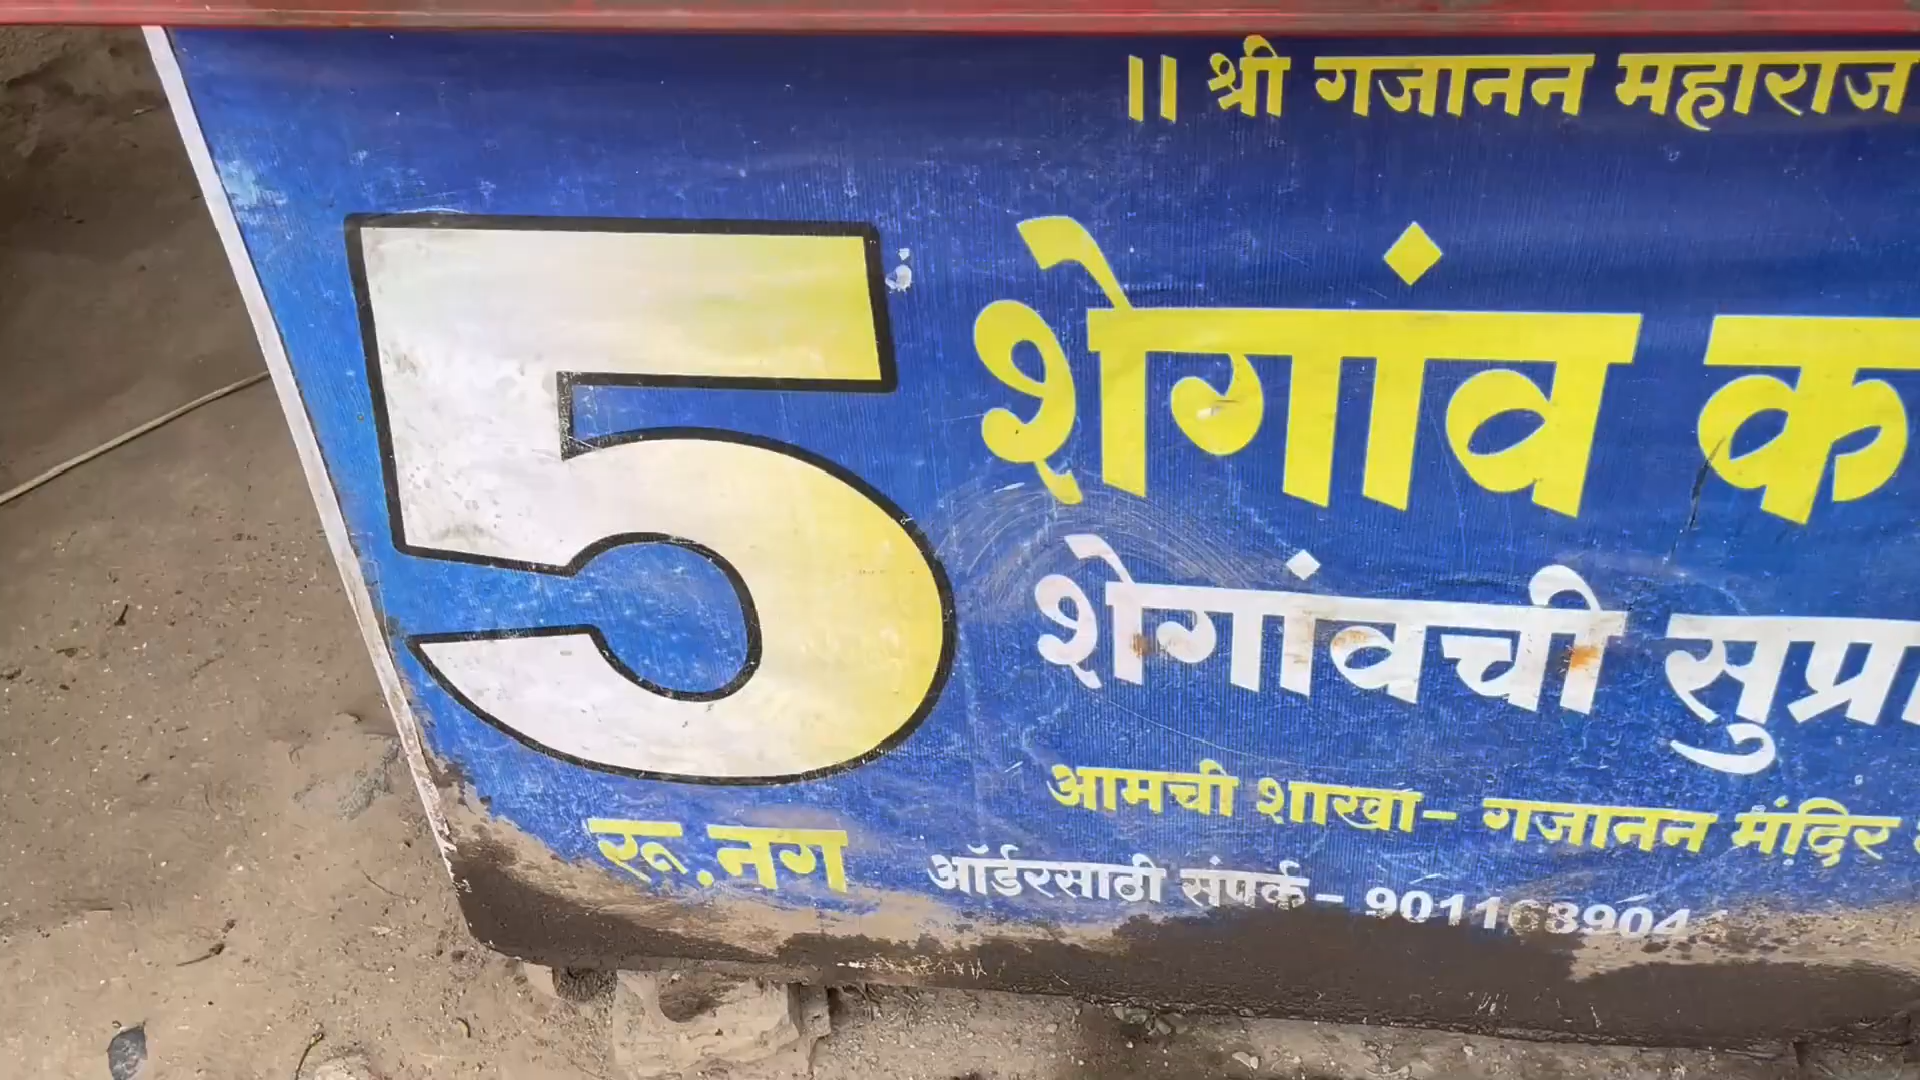 || श्री गजानन महाराज
5
शेगांव क
शेगांवची सुप्र
आमची शाखा- गजानन मंदिर
रू.नग
ऑर्डरसाठी संपर्क-